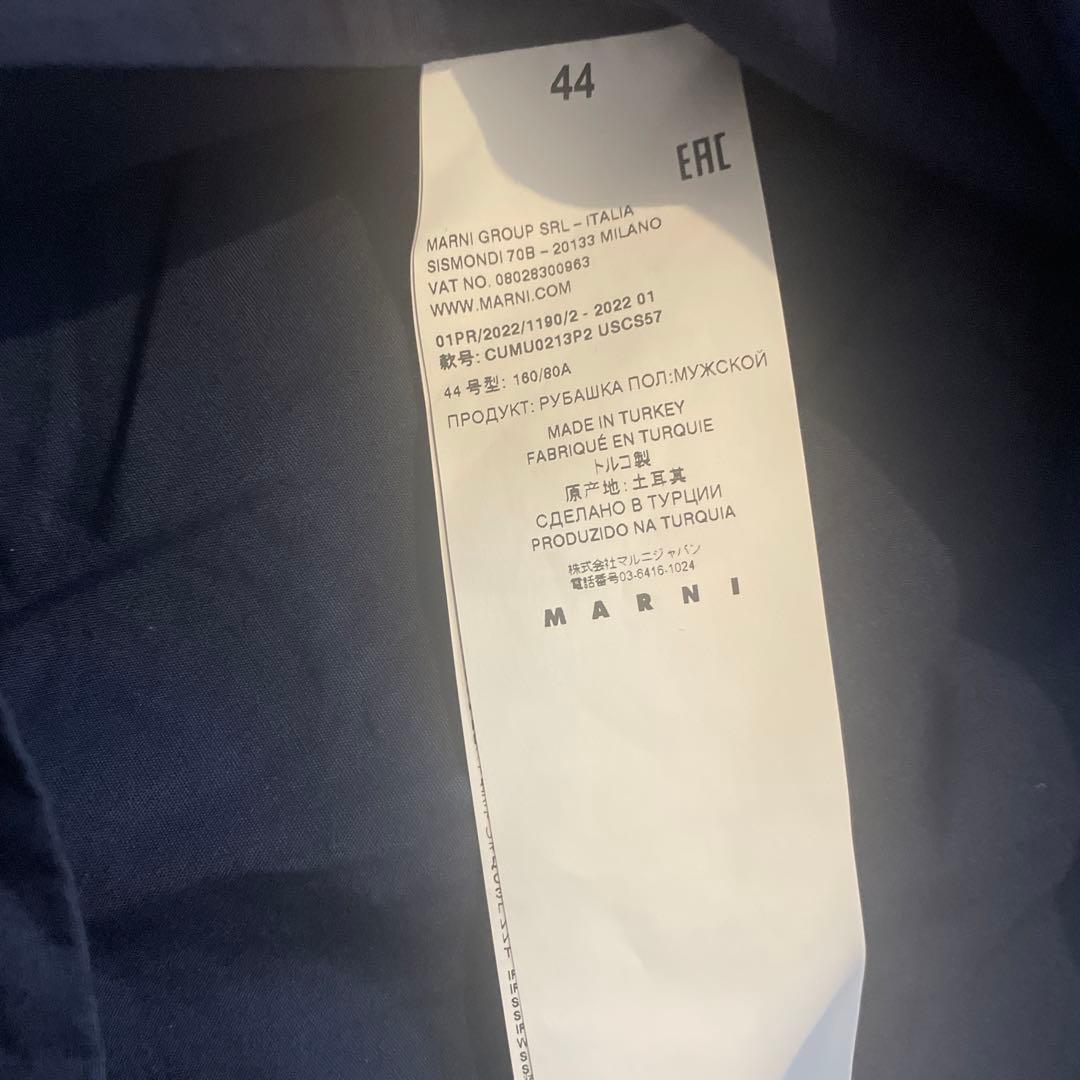 44
EAC
MARNI GROUP SRL – ITALIA
SISMONDI 70B – 20133 MILANO
VAT NO. 08028300963
WWW.MARNI.COM
01PR/2022/1190/2 - 2022 01
款号: CUMU0213P2 USCS57
44 号型: 160/80A
ПРОДУКТ: РУБАШКА ПОЛ:МУЖСКОЙ
MADE IN TURKEY
FABRIQUÉ EN TURQUIE
トルコ製
原产地: 土耳其
СДЕЛАНО В ТУРЦИИ
PRODUZIDO NA TURQUIA
株式会社マルニジャパン
電話番号03-6416-1024
MARNI